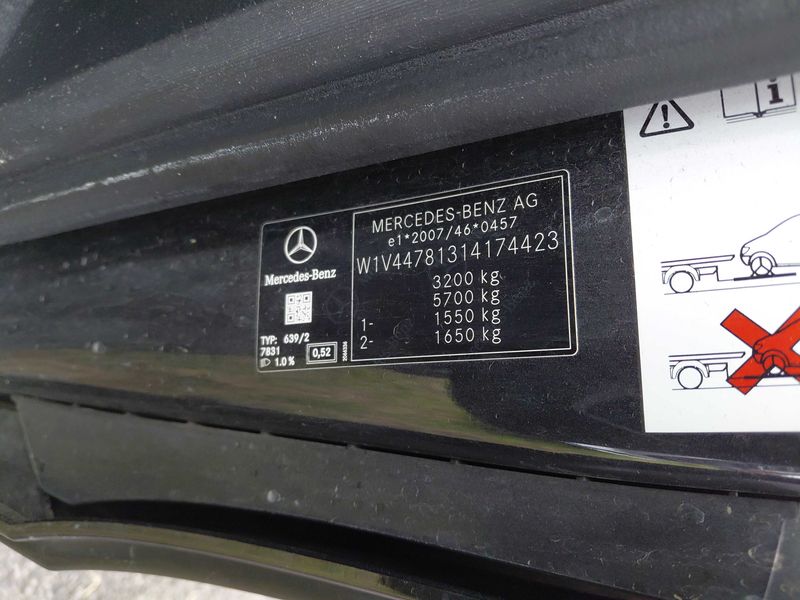 MERCEDES-BENZ AG
e1*2007/46*0457
W1V44781314174423
3200 kg
5700 kg
1- 1550 kg
2- 1650 kg
Mercedes-Benz
TYP: 639/2
7831
1.0 % 0,52
i